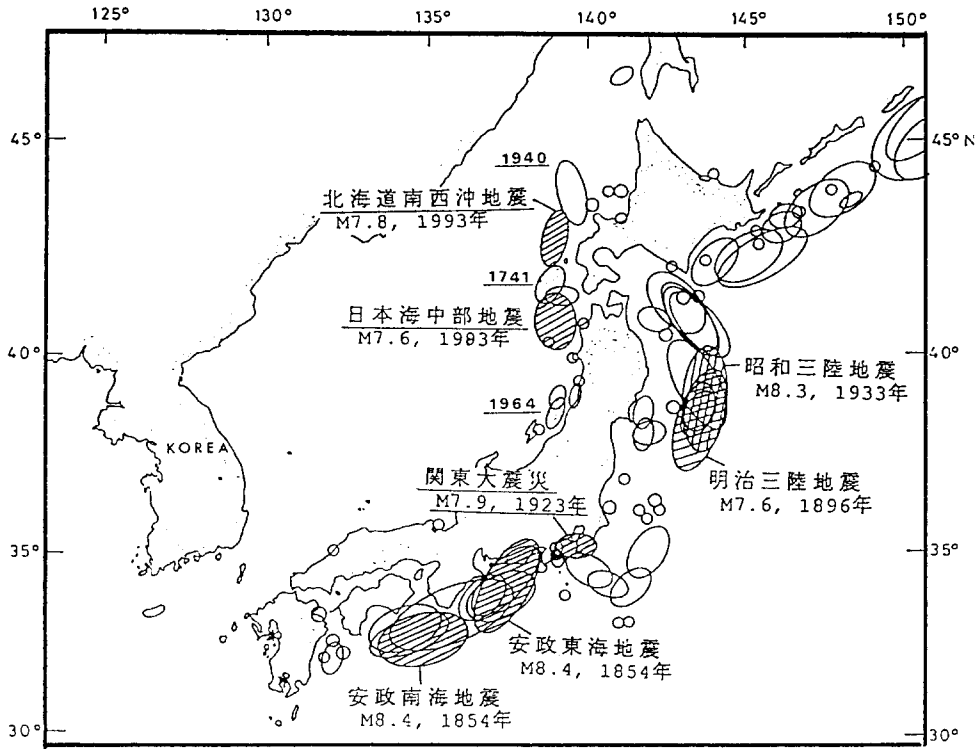 125°
130°
135°
140°
145°
150°
45°
45°N
1940
北海道南西沖地震
M7.8, 1993年
1741
日本海中部地震
M7.6, 1983年
40°
40°
昭和三陸地震
M8.3, 1933年
1964
KOREA
関東大震災
M7.9, 1923年
明治三陸地震
M7.6, 1896年
35°
35°
安政東海地震
M8.4, 1854年
安政南海地震
M8.4, 1854年
30°
30°